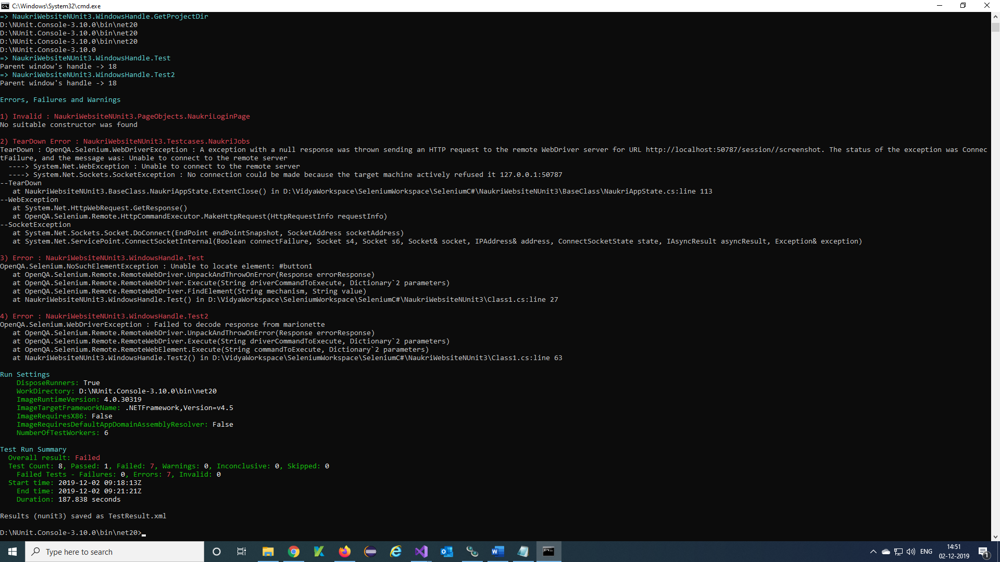 C:\Windows\System32\cmd.exe
=> NaukriWebsiteNUnit3.WindowsHandle.GetProjectDir
D:\NUnit.Console-3.10.0\bin\net20
D:\NUnit.Console-3.10.0\bin\net20
D:\NUnit.Console-3.10.0\bin\net20
D:\NUnit.Console-3.10.0
=> NaukriWebsiteNUnit3.WindowsHandle.Test
Parent window's handle -> 18
=> NaukriWebsiteNUnit3.WindowsHandle.Test2
Parent window's handle -> 18
Errors, Failures and Warnings
1) Invalid : NaukriWebsiteNUnit3.PageObjects.NaukriLoginPage
No suitable constructor was found
2) TearDown Error : NaukriWebsiteNUnit3.Testcases.NaukriJobs
TearDown : OpenQA.Selenium.WebDriverException : A exception with a null response was thrown sending an HTTP request to the remote WebDriver server for URL http://localhost:50787/session//screenshot. The status of the exception was Connec
tFailure, and the message was: Unable to connect to the remote server
  ----> System.Net.WebException : Unable to connect to the remote server
  ----> System.Net.Sockets.SocketException : No connection could be made because the target machine actively refused it 127.0.0.1:50787
--TearDown
   at NaukriWebsiteNUnit3.BaseClass.NaukriAppState.ExtentClose() in D:\VidyaWorkspace\SeleniumWorkspace\SeleniumC#\NaukriWebsiteNUnit3\BaseClass\NaukriAppState.cs:line 113
--WebException
   at System.Net.HttpWebRequest.GetResponse()
   at OpenQA.Selenium.Remote.HttpCommandExecutor.MakeHttpRequest(HttpRequestInfo requestInfo)
--SocketException
   at System.Net.Sockets.Socket.DoConnect(EndPoint endPointSnapshot, SocketAddress socketAddress)
   at System.Net.ServicePoint.ConnectSocketInternal(Boolean connectFailure, Socket s4, Socket s6, Socket& socket, IPAddress& address, ConnectSocketState state, IAsyncResult asyncResult, Exception& exception)
3) Error : NaukriWebsiteNUnit3.WindowsHandle.Test
OpenQA.Selenium.NoSuchElementException : Unable to locate element: #button1
   at OpenQA.Selenium.Remote.RemoteWebDriver.UnpackAndThrowOnError(Response errorResponse)
   at OpenQA.Selenium.Remote.RemoteWebDriver.Execute(String driverCommandToExecute, Dictionary`2 parameters)
   at OpenQA.Selenium.Remote.RemoteWebDriver.FindElement(String mechanism, String value)
   at NaukriWebsiteNUnit3.WindowsHandle.Test() in D:\VidyaWorkspace\SeleniumWorkspace\SeleniumC#\NaukriWebsiteNUnit3\Class1.cs:line 27
4) Error : NaukriWebsiteNUnit3.WindowsHandle.Test2
OpenQA.Selenium.WebDriverException : Failed to decode response from marionette
   at OpenQA.Selenium.Remote.RemoteWebDriver.UnpackAndThrowOnError(Response errorResponse)
   at OpenQA.Selenium.Remote.RemoteWebDriver.Execute(String driverCommandToExecute, Dictionary`2 parameters)
   at OpenQA.Selenium.Remote.RemoteWebElement.Execute(String commandToExecute, Dictionary`2 parameters)
   at NaukriWebsiteNUnit3.WindowsHandle.Test2() in D:\VidyaWorkspace\SeleniumWorkspace\SeleniumC#\NaukriWebsiteNUnit3\Class1.cs:line 63
Run Settings
    DisposeRunners: True
    WorkDirectory: D:\NUnit.Console-3.10.0\bin\net20
    ImageRuntimeVersion: 4.0.30319
    ImageTargetFrameworkName: .NETFramework,Version=v4.5
    ImageRequiresX86: False
    ImageRequiresDefaultAppDomainAssemblyResolver: False
    NumberOfTestWorkers: 6
Test Run Summary
  Overall result: Failed
  Test Count: 8, Passed: 1, Failed: 7, Warnings: 0, Inconclusive: 0, Skipped: 0
    Failed Tests - Failures: 0, Errors: 7, Invalid: 0
  Start time: 2019-12-02 09:18:13Z
    End time: 2019-12-02 09:21:21Z
    Duration: 187.838 seconds
Results (nunit3) saved as TestResult.xml
D:\NUnit.Console-3.10.0\bin\net20>
Type here to search
ENG
14:51
02-12-2019
1